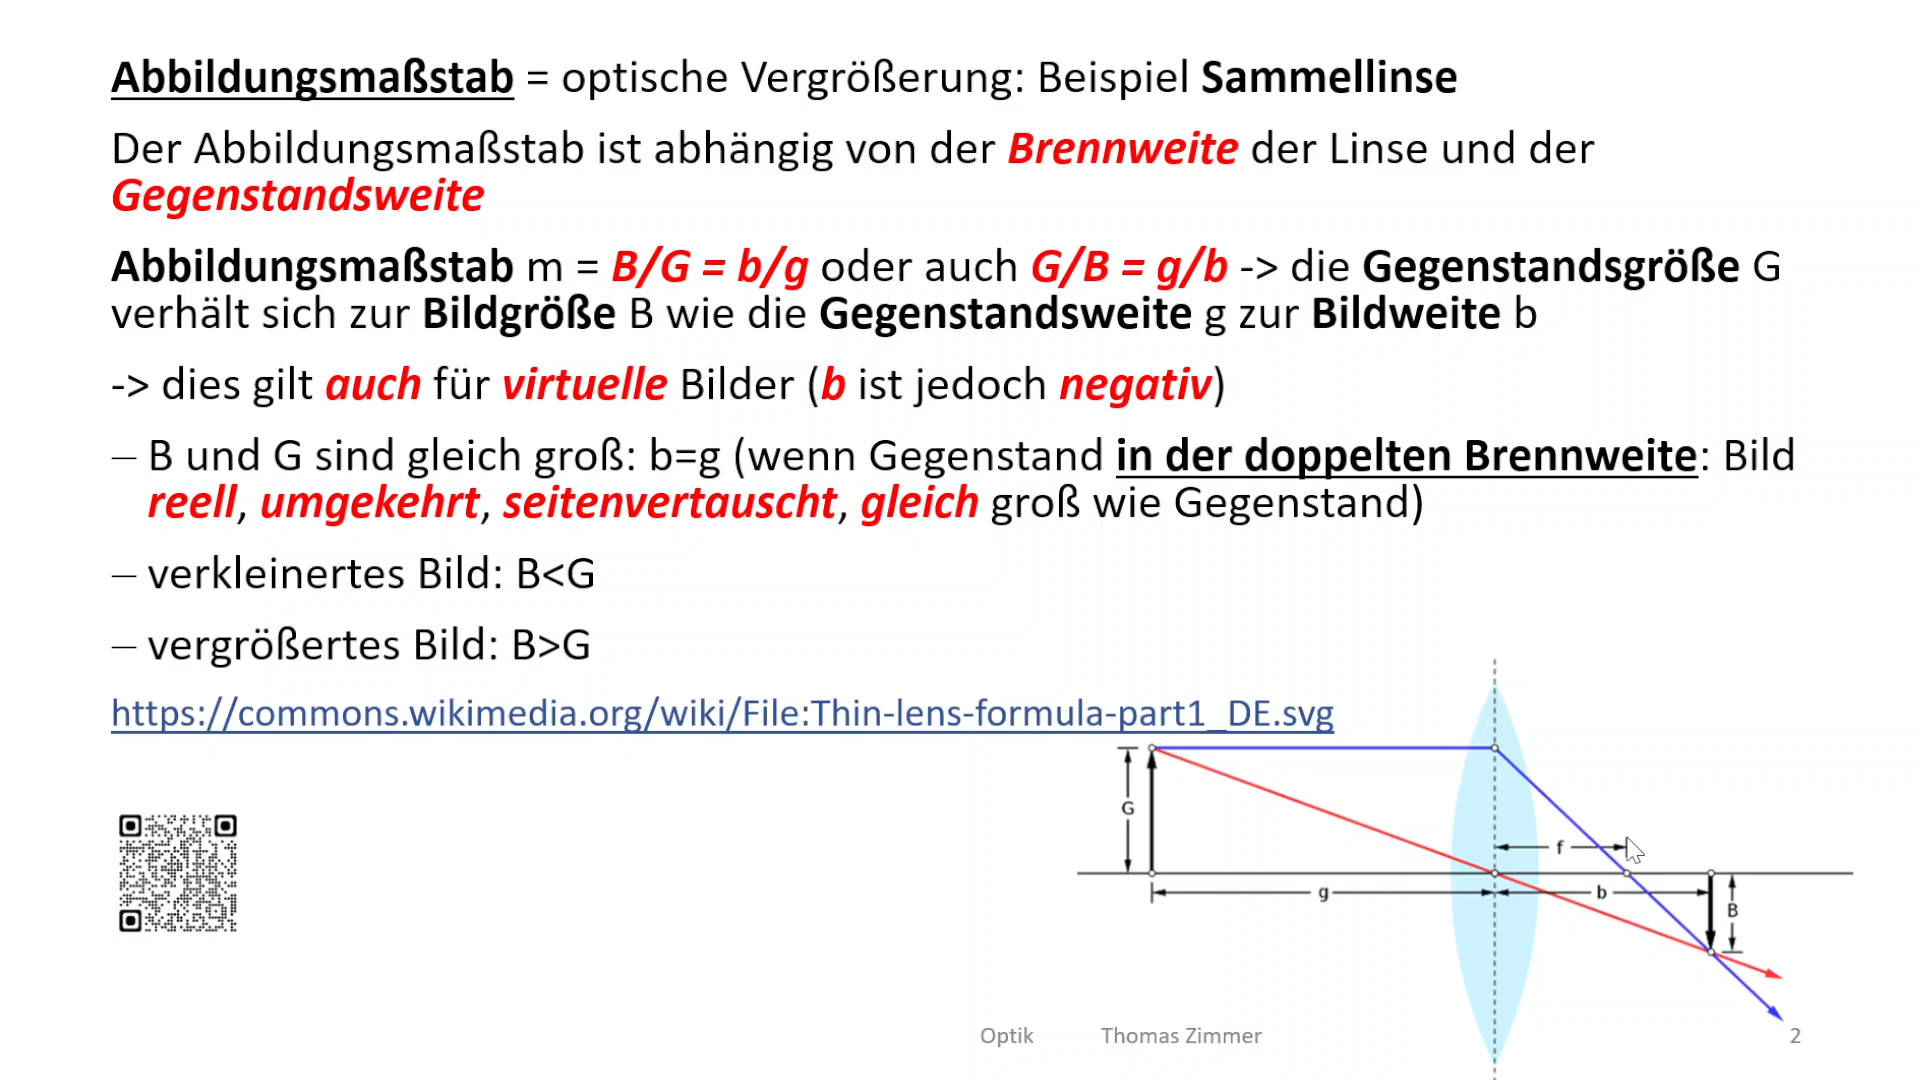 Abbildungsmaßstab = optische Vergrößerung: Beispiel Sammellinse
Der Abbildungsmaßstab ist abhängig von der Brennweite der Linse und der
Gegenstandsweite
Abbildungsmaßstab m = B/G = b/g oder auch G/B = g/b -> die Gegenstandsgröße G
verhält sich zur Bildgröße B wie die Gegenstandsweite g zur Bildweite b
-> dies gilt auch für virtuelle Bilder (b ist jedoch negativ)
– B und G sind gleich groß: b=g (wenn Gegenstand in der doppelten Brennweite: Bild
reell, umgekehrt, seitenvertauscht, gleich groß wie Gegenstand)
– verkleinertes Bild: B<G
– vergrößertes Bild: B>G
https://commons.wikimedia.org/wiki/File:Thin-lens-formula-part1_DE.svg
G
f
g
b
B
Optik Thomas Zimmer 2